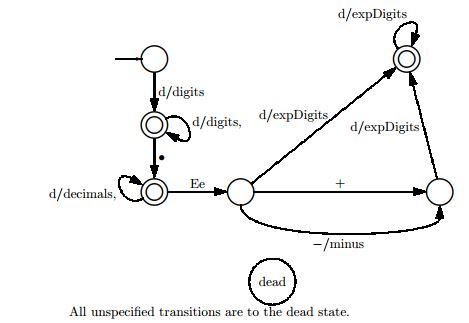 d/expDigits
d/digits
d/digits,
d/expDigits
d/expDigits
.
d/decimals,
Ee
+
−/minus
dead
All unspecified transitions are to the dead state.